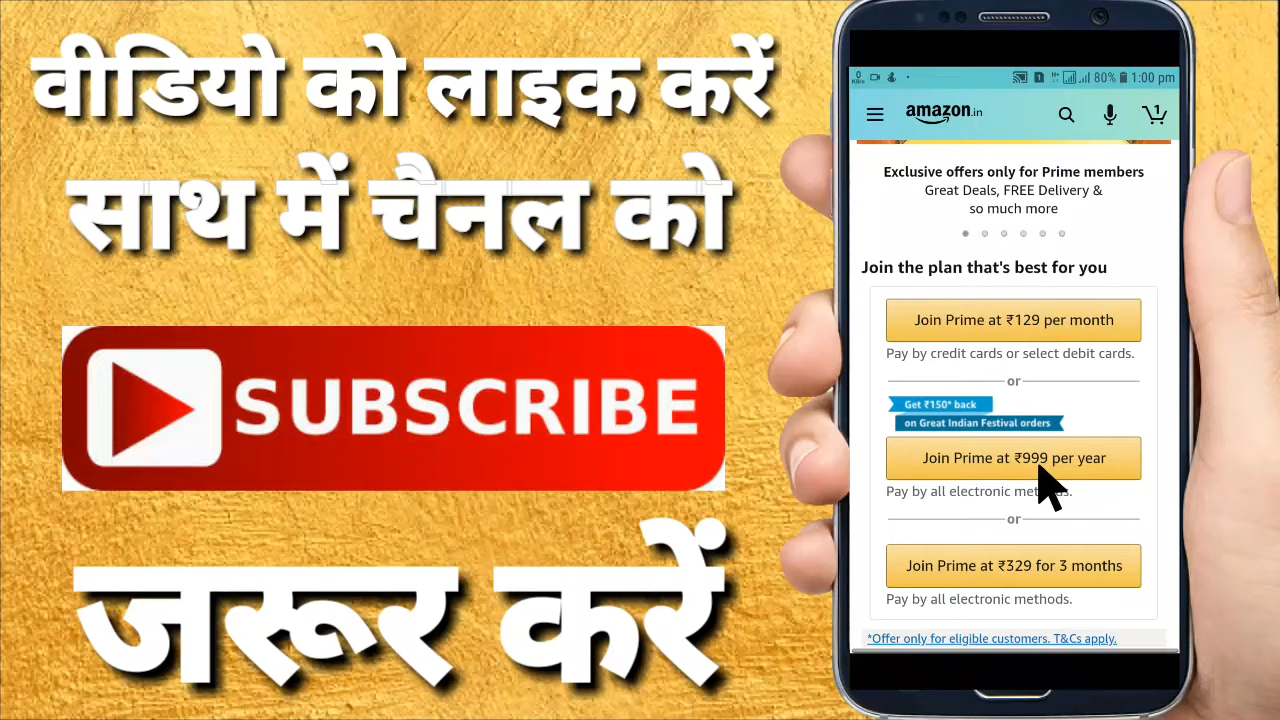 वीडियो को लाइक करें
साथ में चैनल को
SUBSCRIBE
जरूर करें
0
KB/s
H+
80%
1:00 pm
amazon.in
1
Exclusive offers only for Prime members
Great Deals, FREE Delivery &
so much more
Join the plan that's best for you
Join Prime at ₹129 per month
Pay by credit cards or select debit cards.
or
Get ₹150* back
on Great Indian Festival orders
Join Prime at ₹999 per year
Pay by all electronic
or
Join Prime at ₹329 for 3 months
Pay by all electronic methods.
*Offer only for eligible customers. T&Cs apply.